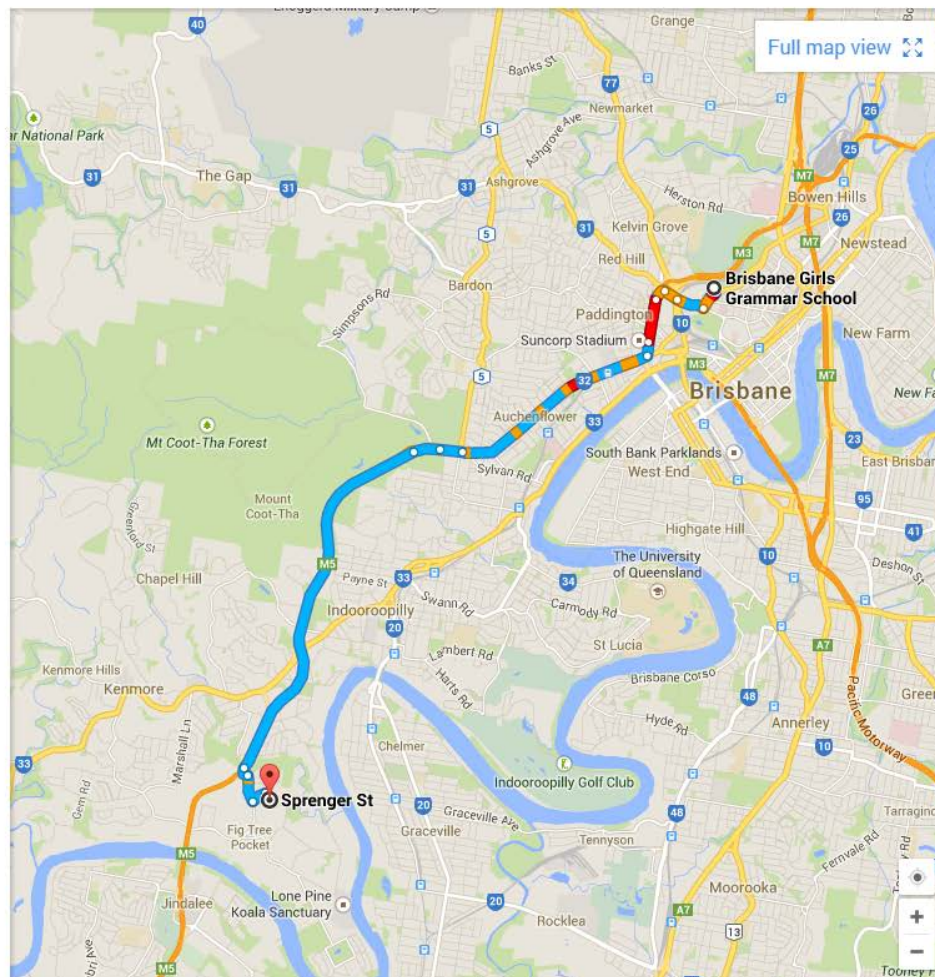 Enoggera Military Camp
Grange
40
Full map view
Banks St
33
77
26
Newmarket
5
Ashgrove Ave
25
ar National Park
M7
31
The Gap
31
31
Ashgrove
Bowen Hills
Herston Rd
26
31
Kelvin Grove
M3
M7
Newstead
5
Red Hill
Bardon
Brisbane Girls
Grammar School
Simpsons Rd
Paddington
10
Suncorp Stadium
New Farm
M3
5
32
Brisbane
M7
New F
Auchenflower
33
Mt Coot-Tha Forest
23
South Bank Parklands
West End
East Brisban
Sylvan Rd
95
Mount
Coot-Tha
Greenford St
41
Highgate Hill
M5
The University
of Queensland
10
Deshon St
Chapel Hill
Payne St
33
34
Indooroopilly
Swann Rd
Carmody Rd
20
St Lucia
A7
Lambert Rd
Kenmore Hills
Harts Rd
Brisbane Corso
Kenmore
48
Pacific Motorway
Gree
Hyde Rd
Annerley
Marshall Ln
Chelmer
10
33
Gem Rd
Indooroopilly Golf Club
Sprenger St
20
48
Tarragin
Graceville Ave
Fig Tree
Pocket
Graceville
Tennyson
Fernvale Rd
M5
Moorooka
Lone Pine
Koala Sanctuary
20
Jindalee
Rocklea
A7
13
bri Ave
M5
Toohey